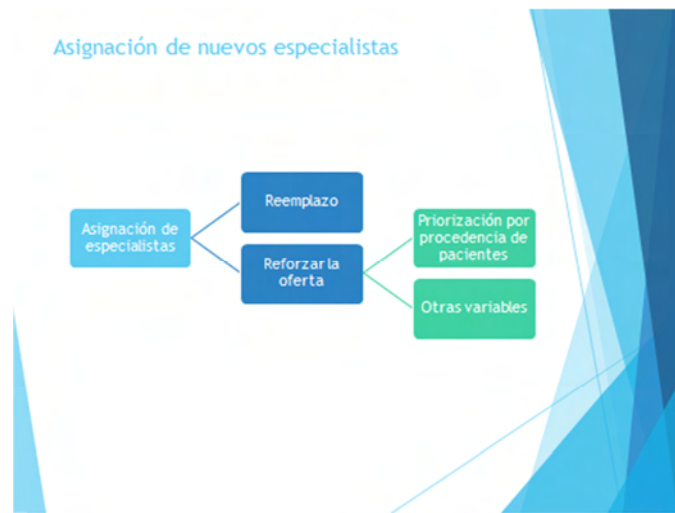 Asignación de nuevos especialistas
Asignación de
especialistas
Reemplazo
Reforzar la
oferta
Priorización por
procedencia de
pacientes
Otras variables